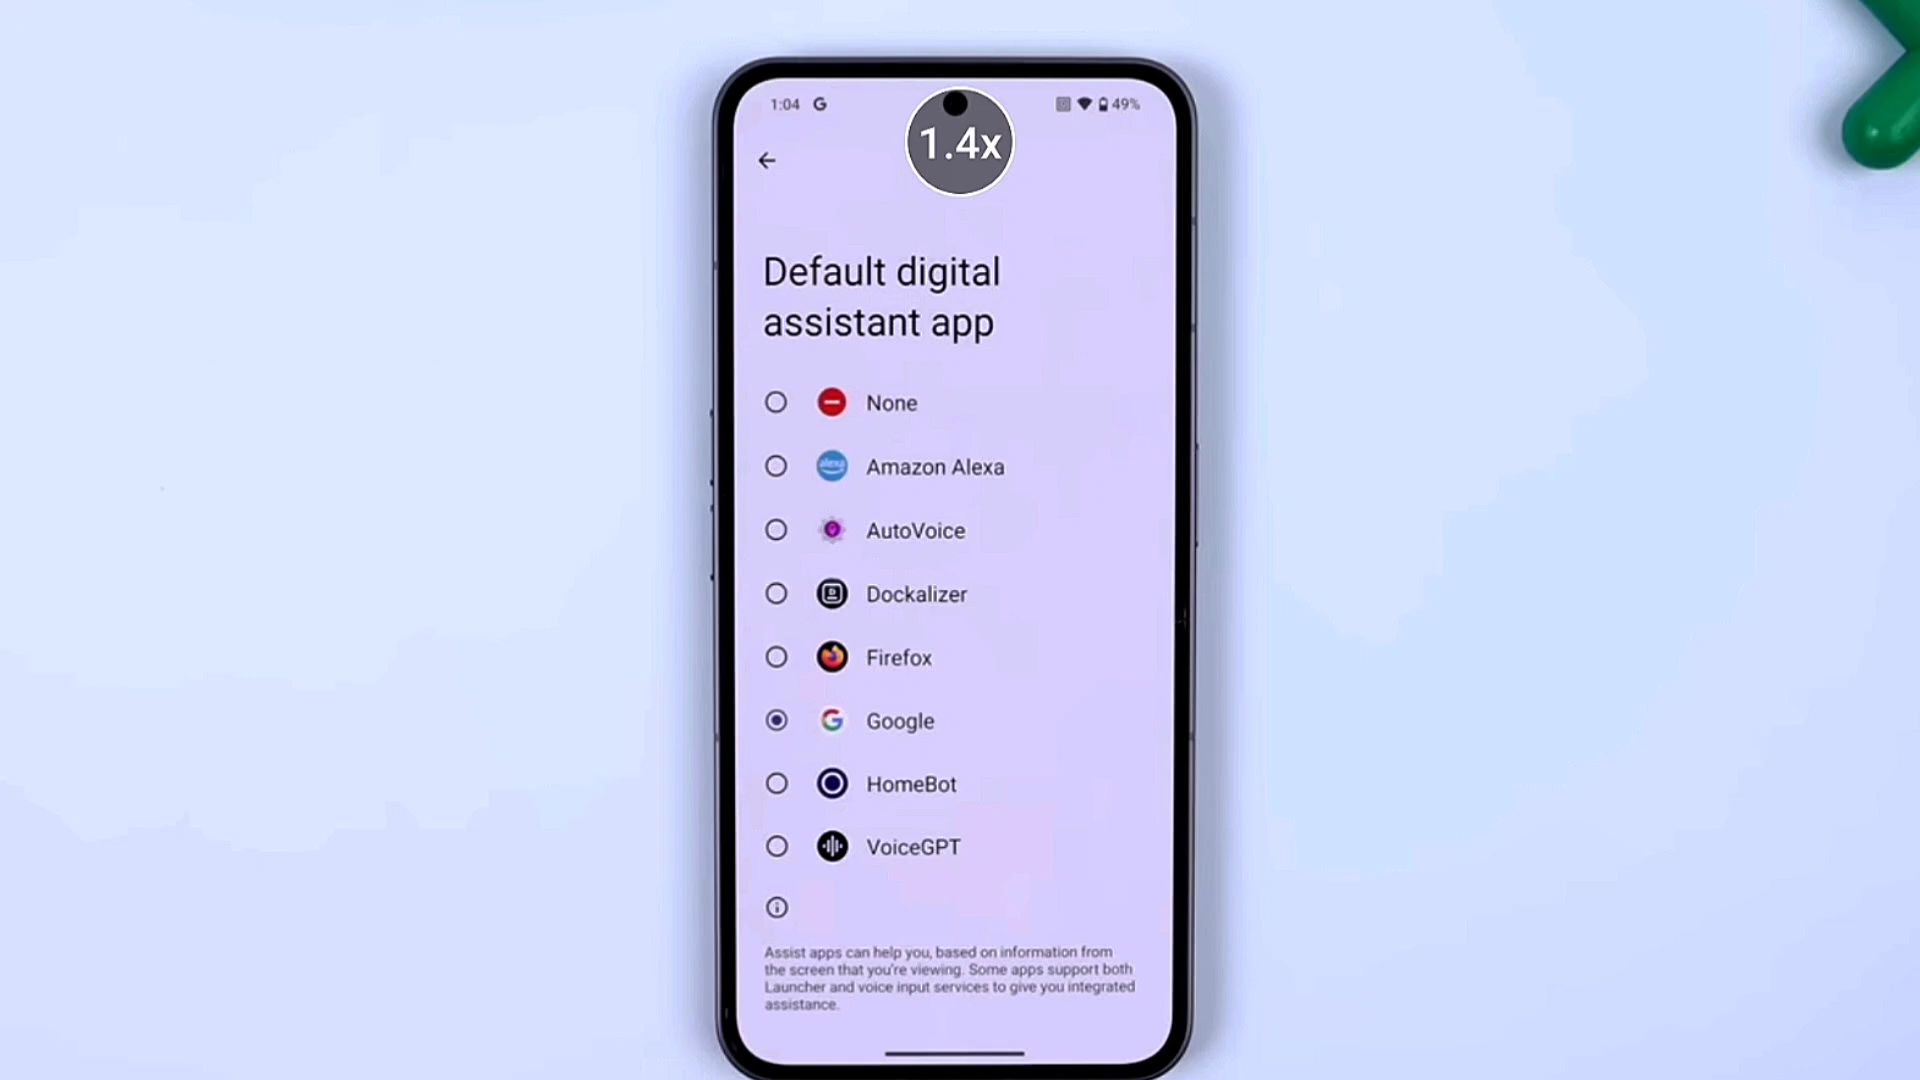 1:04 G 49%
1.4x
Default digital
assistant app
None
alexa Amazon Alexa
AutoVoice
Dockalizer
Firefox
G Google
HomeBot
VoiceGPT
Assist apps can help you, based on information from
the screen that you're viewing. Some apps support both
Launcher and voice input services to give you integrated
assistance.